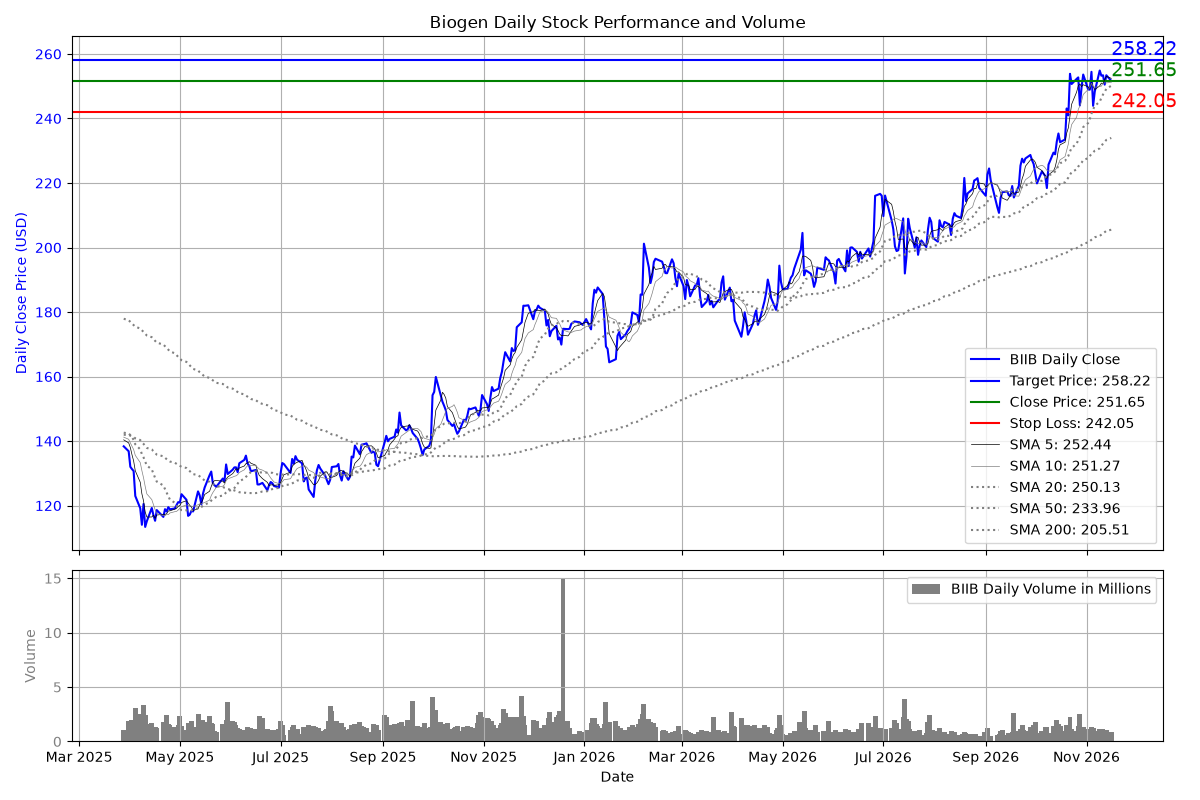 Biogen Daily Stock Performance and Volume
Daily Close Price (USD)
260
240
220
200
180
160
140
120
258.22
251.65
242.05
BIIB Daily Close
Target Price: 258.22
Close Price: 251.65
Stop Loss: 242.05
SMA 5: 252.44
SMA 10: 251.27
SMA 20: 250.13
SMA 50: 233.96
SMA 200: 205.51
Volume
15
10
5
0
BIIB Daily Volume in Millions
Mar 2025 May 2025 Jul 2025 Sep 2025 Nov 2025 Jan 2026 Mar 2026 May 2026 Jul 2026 Sep 2026 Nov 2026
Date